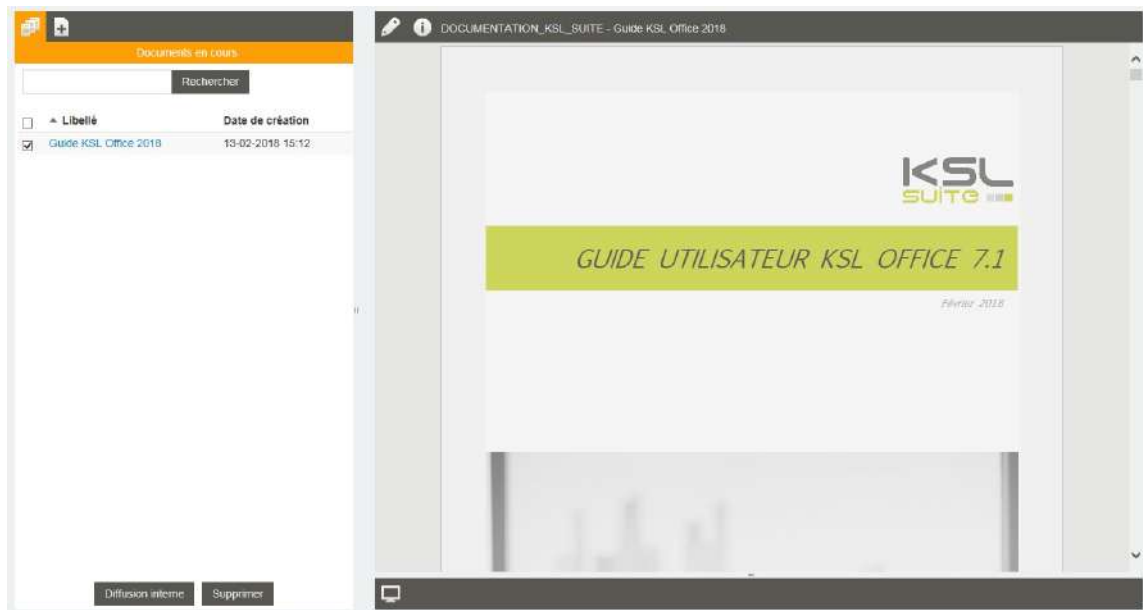 Documents en cours
Rechercher
Libellé Date de création
Guide KSL Office 2018 13-02-2018 15:12
Diffusion interne Supprimer
DOCUMENTATION_KSL_SUITE - Guide KSL Office 2018
KSL
SUITE
GUIDE UTILISATEUR KSL OFFICE 7.1
Février 2018